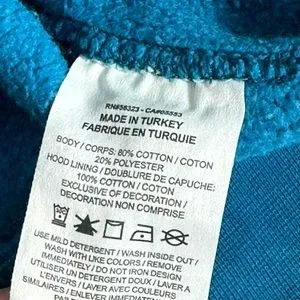 MADE IN TURKEY
FABRIQUE EN TURQUIE
BODY / CORPS: 80% COTTON / COTON
20% POLYESTER
HOOD LINING / DOUBLURE DE CAPUCHE:
100% COTTON / COTON
EXCLUSIVE OF DECORATION /
DECORATION NON COMPRISE
USE MILD DETERGENT / WASH INSIDE OUT /
WASH WITH LIKE COLORS / REMOVE
IMMEDIATELY / DO NOT IRON DESIGN
UTILISER UN DETERGENT DOUX / LAVER A
L'ENVERS / LAVER AVEC COULEURS
SIMILAIRES / ENLEVER IMMEDIATEMENT